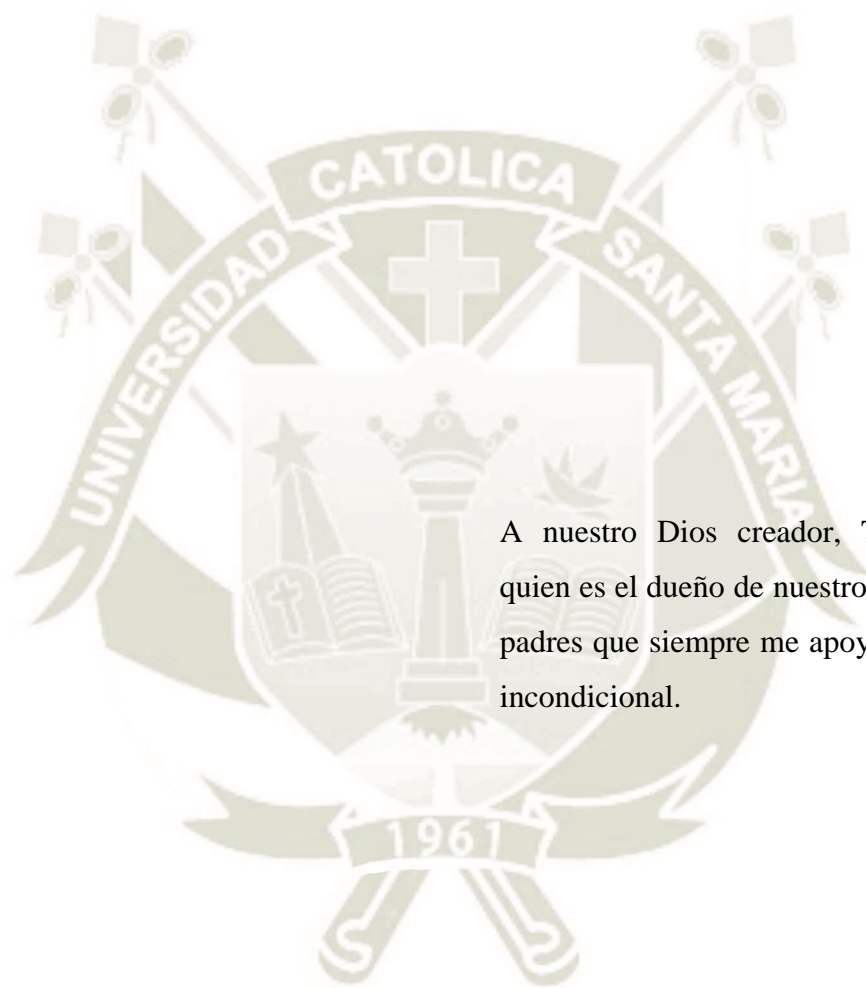 CATOLICA
UNIVERSIDAD
SANTA MARIA
A nuestro Dios creador,
quien es el dueño de nuestro
padres que siempre me apoy
incondicional.
1961